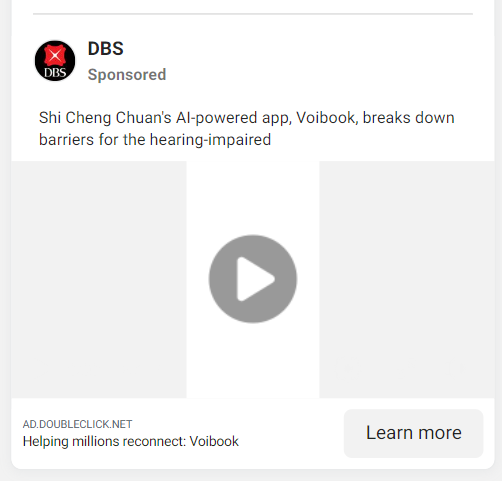 DBS
Sponsored
DBS
Shi Cheng Chuan's AI-powered app, Voibook, breaks down
barriers for the hearing-impaired
AD.DOUBLECLICK.NET
Helping millions reconnect: Voibook
Learn more